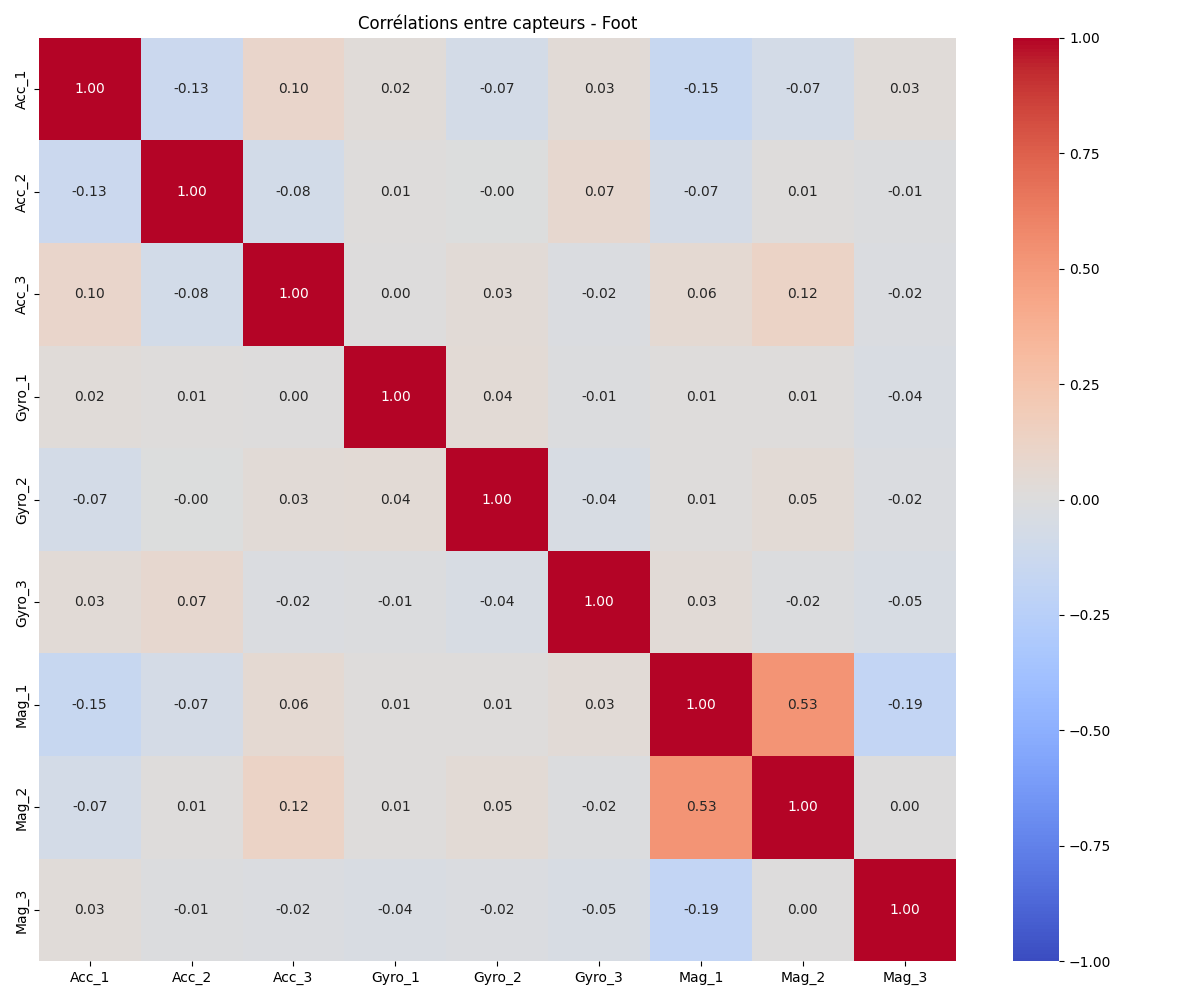 Corrélations entre capteurs - Foot
Acc_1 1.00 -0.13 0.10 0.02 -0.07 0.03 -0.15 -0.07 0.03
Acc_2 -0.13 1.00 -0.08 0.01 -0.00 0.07 -0.07 0.01 -0.01
Acc_3 0.10 -0.08 1.00 0.00 0.03 -0.02 0.06 0.12 -0.02
Gyro_1 0.02 0.01 0.00 1.00 0.04 -0.01 0.01 0.01 -0.04
Gyro_2 -0.07 -0.00 0.03 0.04 1.00 -0.04 0.01 0.05 -0.02
Gyro_3 0.03 0.07 -0.02 -0.01 -0.04 1.00 0.03 -0.02 -0.05
Mag_1 -0.15 -0.07 0.06 0.01 0.01 0.03 1.00 0.53 -0.19
Mag_2 -0.07 0.01 0.12 0.01 0.05 -0.02 0.53 1.00 0.00
Mag_3 0.03 -0.01 -0.02 -0.04 -0.02 -0.05 -0.19 0.00 1.00
Acc_1 Acc_2 Acc_3 Gyro_1 Gyro_2 Gyro_3 Mag_1 Mag_2 Mag_3
1.00
0.75
0.50
0.25
0.00
−0.25
−0.50
−0.75
−1.00